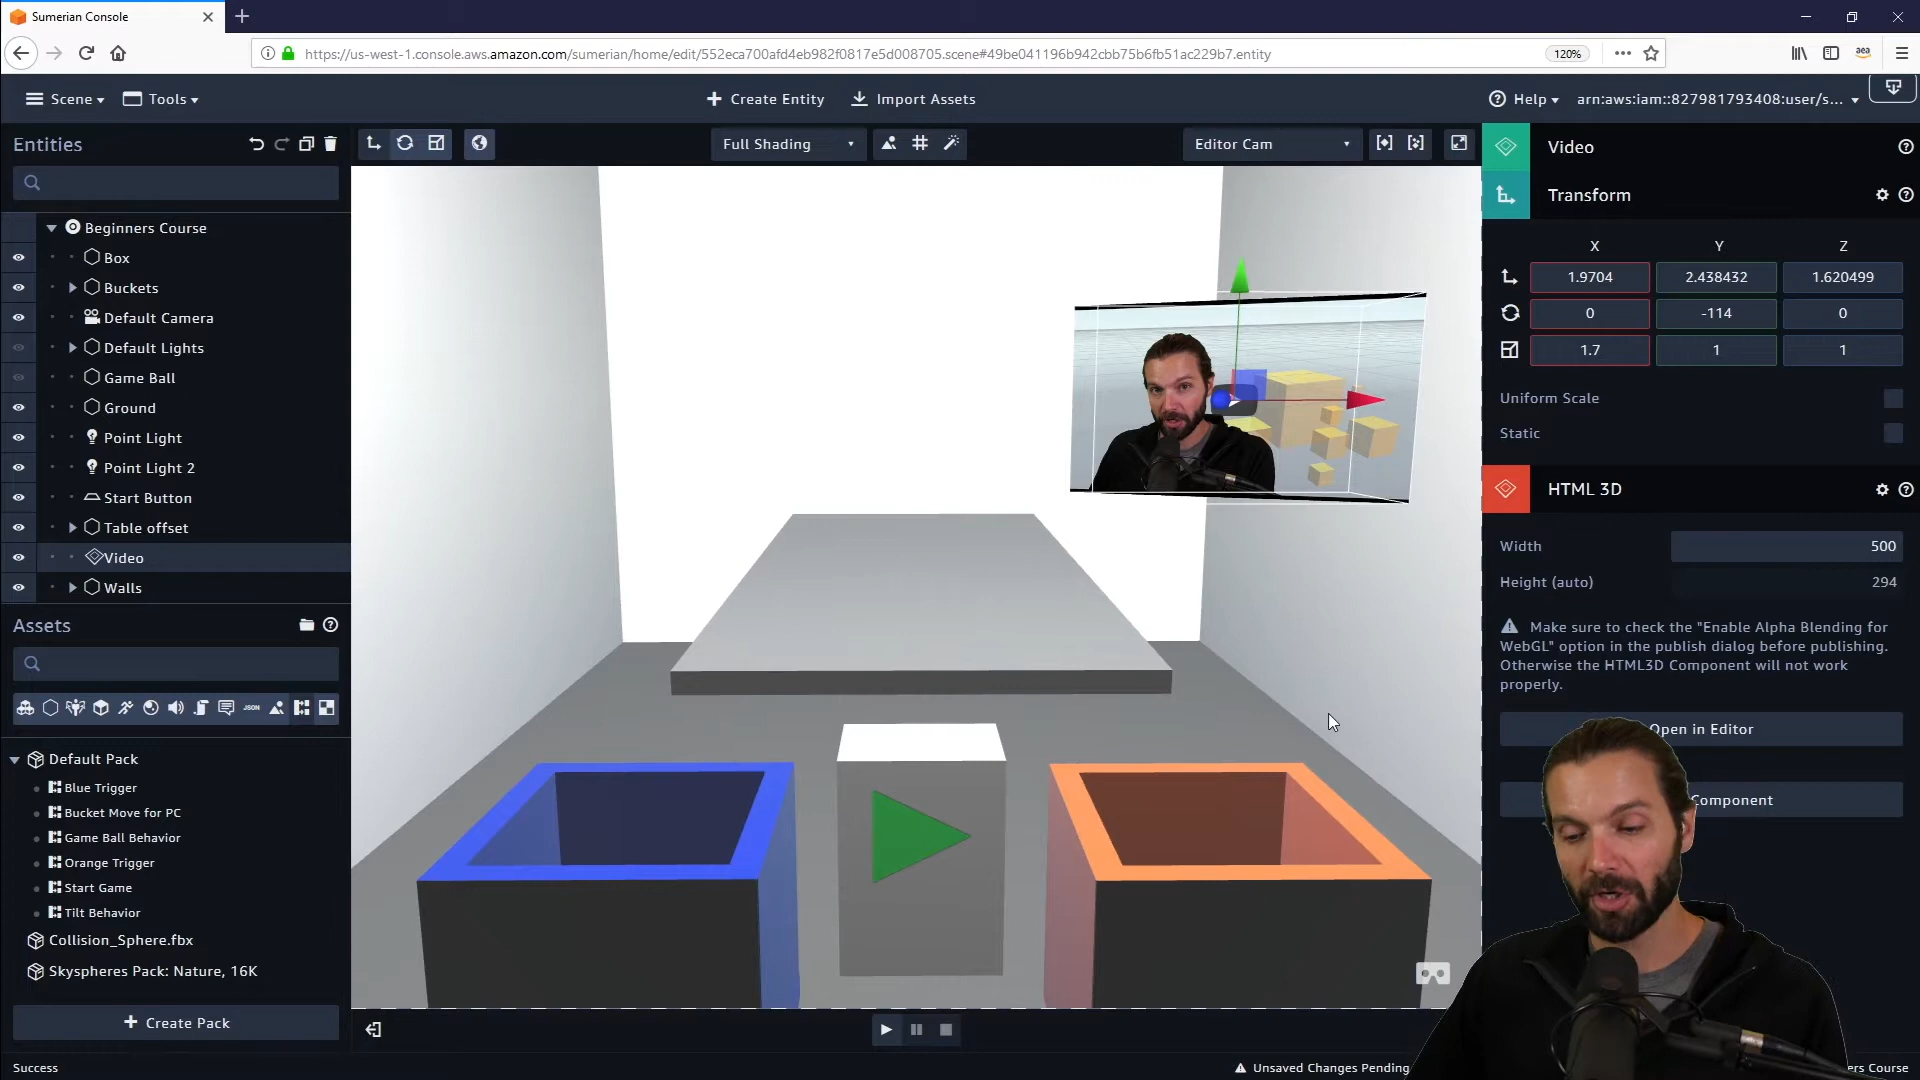 Sumerian Console
https://us-west-1.console.aws.amazon.com/sumerian/home/edit/552eca700afd4eb982f0817e5d008705.scene#49be041196b942cbb75b6fb51ac229b7.entity
120%
aea
Scene
Tools
Create Entity
Import Assets
Help
arn:aws:iam::827981793408:user/s...
Entities
Full Shading
Editor Cam
Video
Transform
X Y Z
1.9704 2.438432 1.620499
0 -114 0
1.7 1 1
Uniform Scale
Static
HTML 3D
Width 500
Height (auto) 294
Make sure to check the "Enable Alpha Blending for
WebGL" option in the publish dialog before publishing.
Otherwise the HTML3D Component will not work
properly.
Open in Editor
Component
Beginners Course
Box
Buckets
Default Camera
Default Lights
Game Ball
Ground
Point Light
Point Light 2
Start Button
Table offset
Video
Walls
Assets
JSON
Default Pack
Blue Trigger
Bucket Move for PC
Game Ball Behavior
Orange Trigger
Start Game
Tilt Behavior
Collision_Sphere.fbx
Skyspheres Pack: Nature, 16K
Create Pack
Success
Unsaved Changes Pending
ers Course